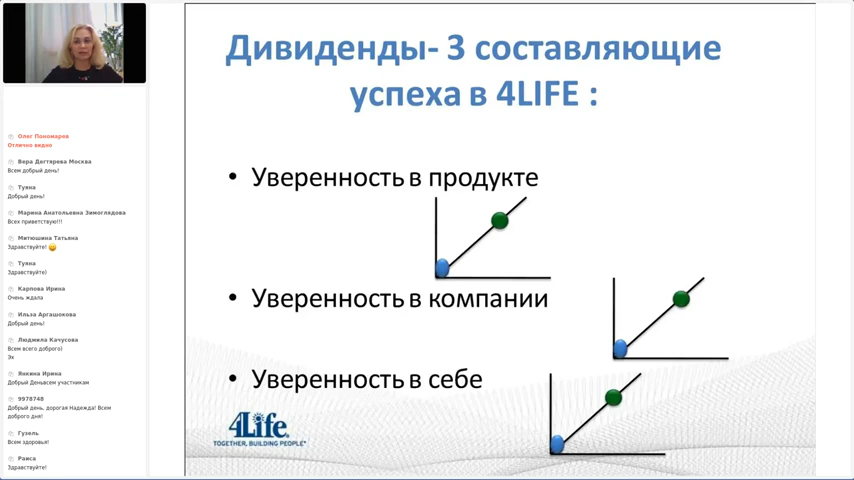 Дивиденды- 3 составляющие
успеха в 4LIFE :
• Уверенность в продукте
• Уверенность в компании
• Уверенность в себе
4Life®
TOGETHER, BUILDING PEOPLE™
Олег Пономарев
Отлично видно
Вера Дегтярева Москва
Всем добрый день!
Туяна
Добрый день!
Марина Анатольевна Зимоглядова
Всех приветствую!!!
Митюшина Татьяна
Здравствуйте! 😄
Туяна
Здравствуйте)
Карпова Ирина
Очень ждала
Ильза Аргашокова
Добрый день!
Людмила Качусова
Всем всего доброго)
Эх
Янкина Ирина
Добрый Деньвсем участникам
9978748
Добрый день, дорогая Надежда! Всем
доброго дня!
Гузель
Всем здоровья!
Раиса
Здравствуйте!